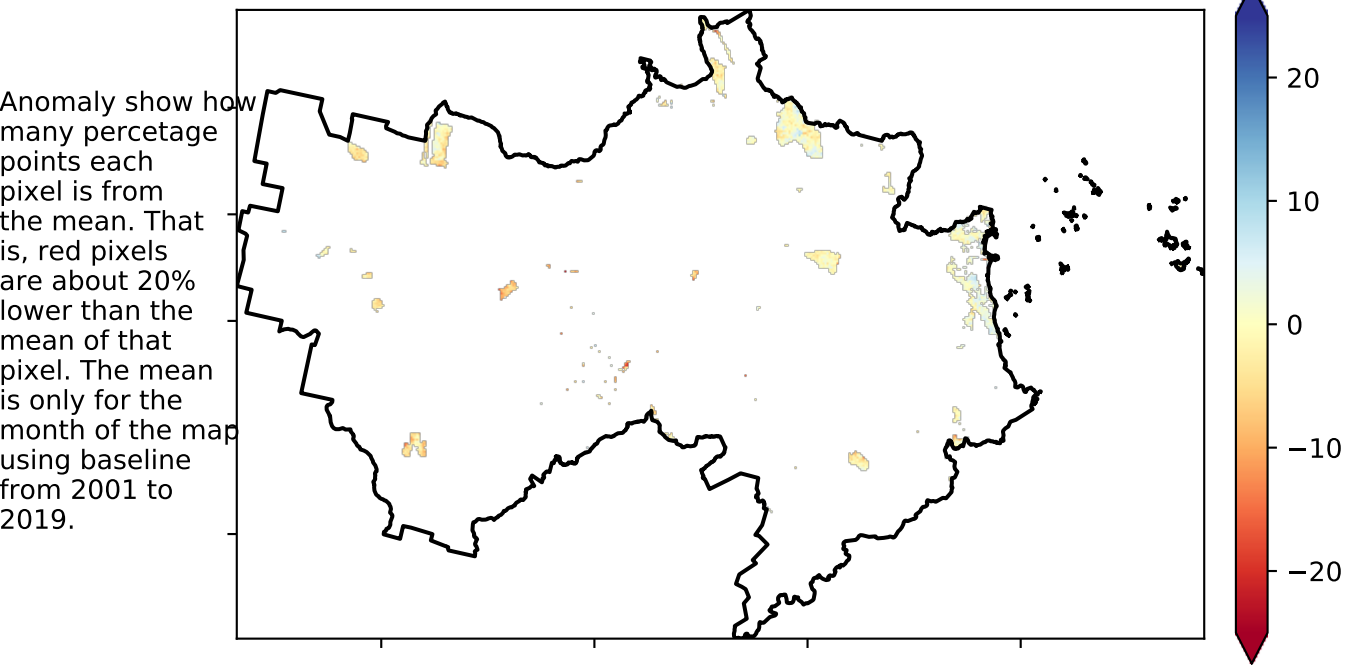 Anomaly show how
many percetage
points each
pixel is from
the mean. That
is, red pixels
are about 20%
lower than the
mean of that
pixel. The mean
is only for the
month of the map
using baseline
from 2001 to
2019.
20
10
0
−10
−20